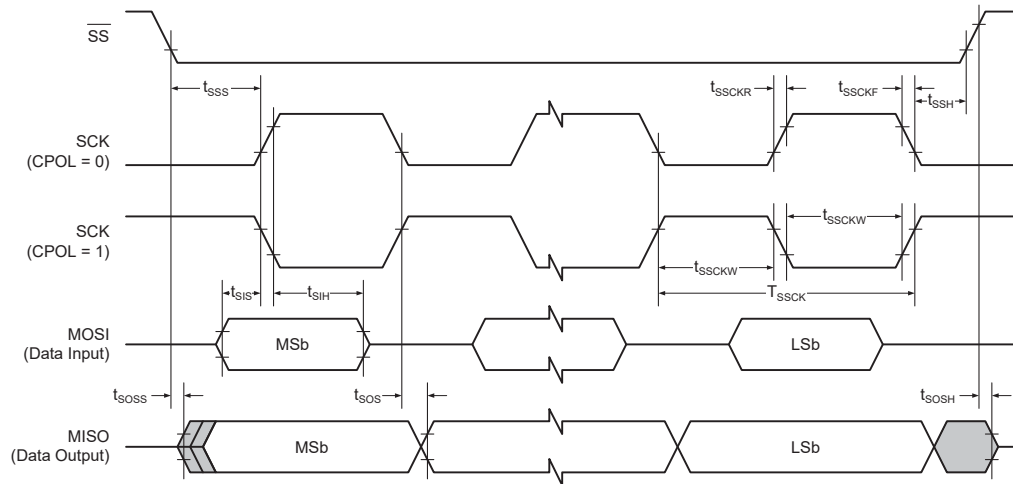 SS
tSSS
tSSCKR
tSSCKF
tSSH
SCK
(CPOL = 0)
SCK
(CPOL = 1)
tSSCKW
tSSCKW
tSIS
tSIH
TSSCK
MOSI
(Data Input)
MSb
LSb
tSOSS
tSOS
tSOSH
MISO
(Data Output)
MSb
LSb